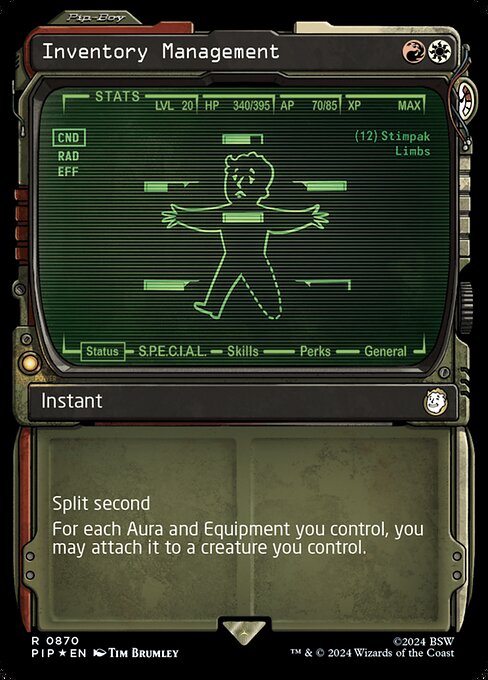 Pip-Boy
Inventory Management
STATS
LVL 20 HP 340/395 AP 70/85 XP MAX
CND
RAD
EFF
(12) Stimpak
Limbs
Status S.P.E.C.I.A.L. Skills Perks General
Instant
Split second
For each Aura and Equipment you control, you
may attach it to a creature you control.
R 0870
PIP ★ EN Tim Brumley
©2024 BSW
™ & © 2024 Wizards of the Coast